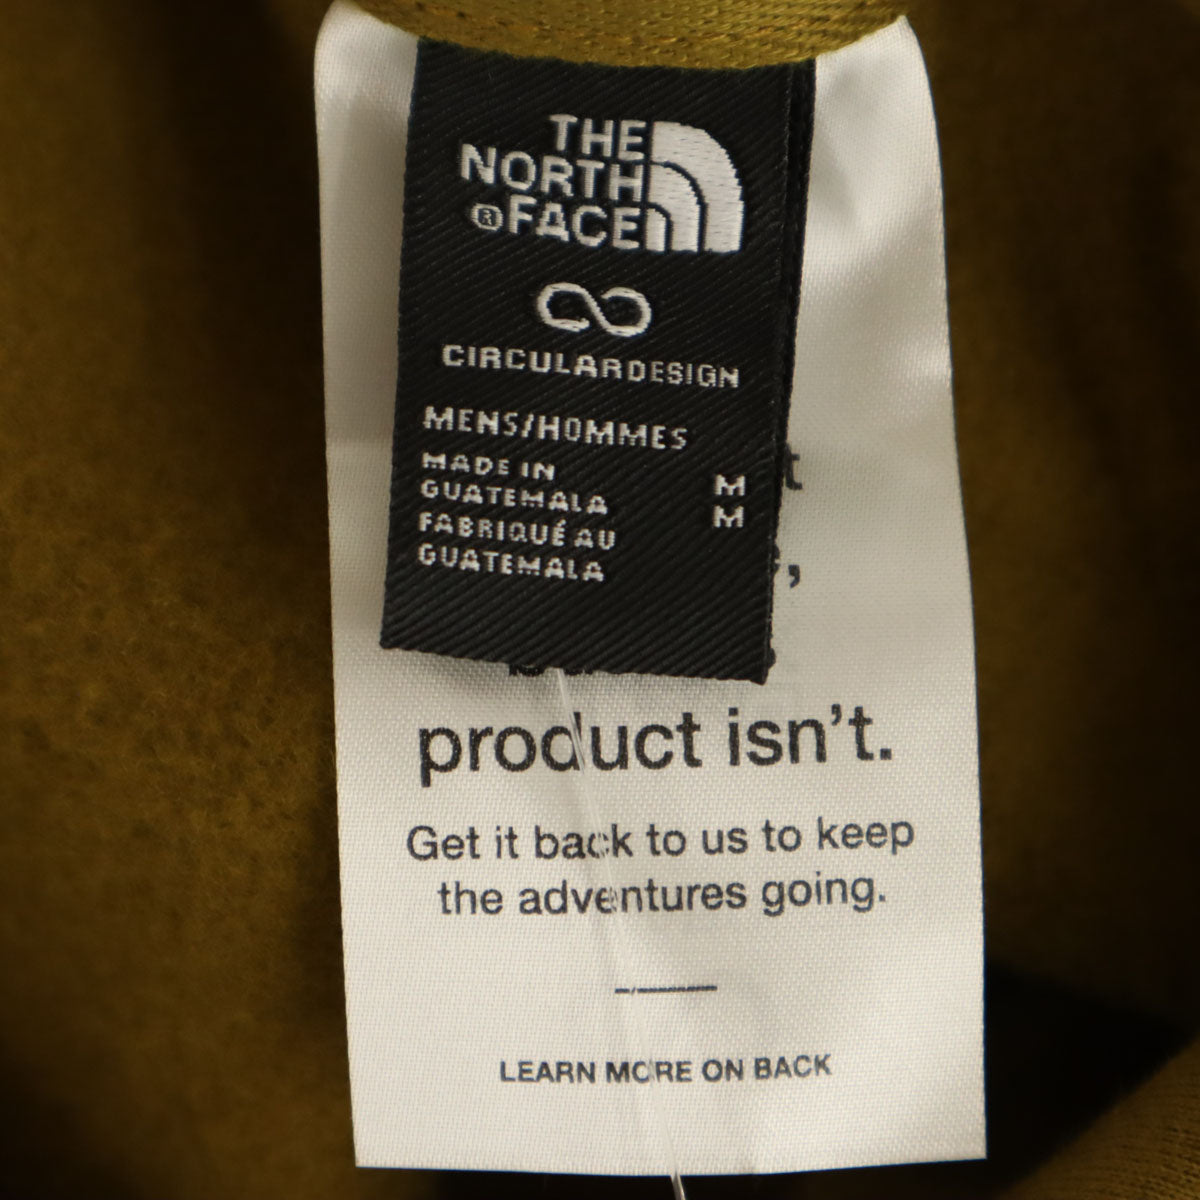 THE
NORTH
® FACE
CIRCULARDESIGN
MENS/HOMMES
MADE IN
GUATEMALA M
FABRIQUÉ AU M
GUATEMALA
product isn't.
Get it back to us to keep
the adventures going.
LEARN MORE ON BACK